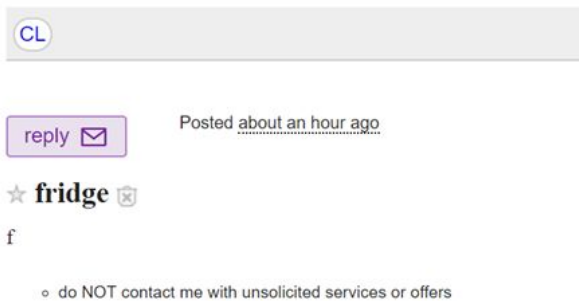 CL
reply
Posted about an hour ago
fridge
f
do NOT contact me with unsolicited services or offers